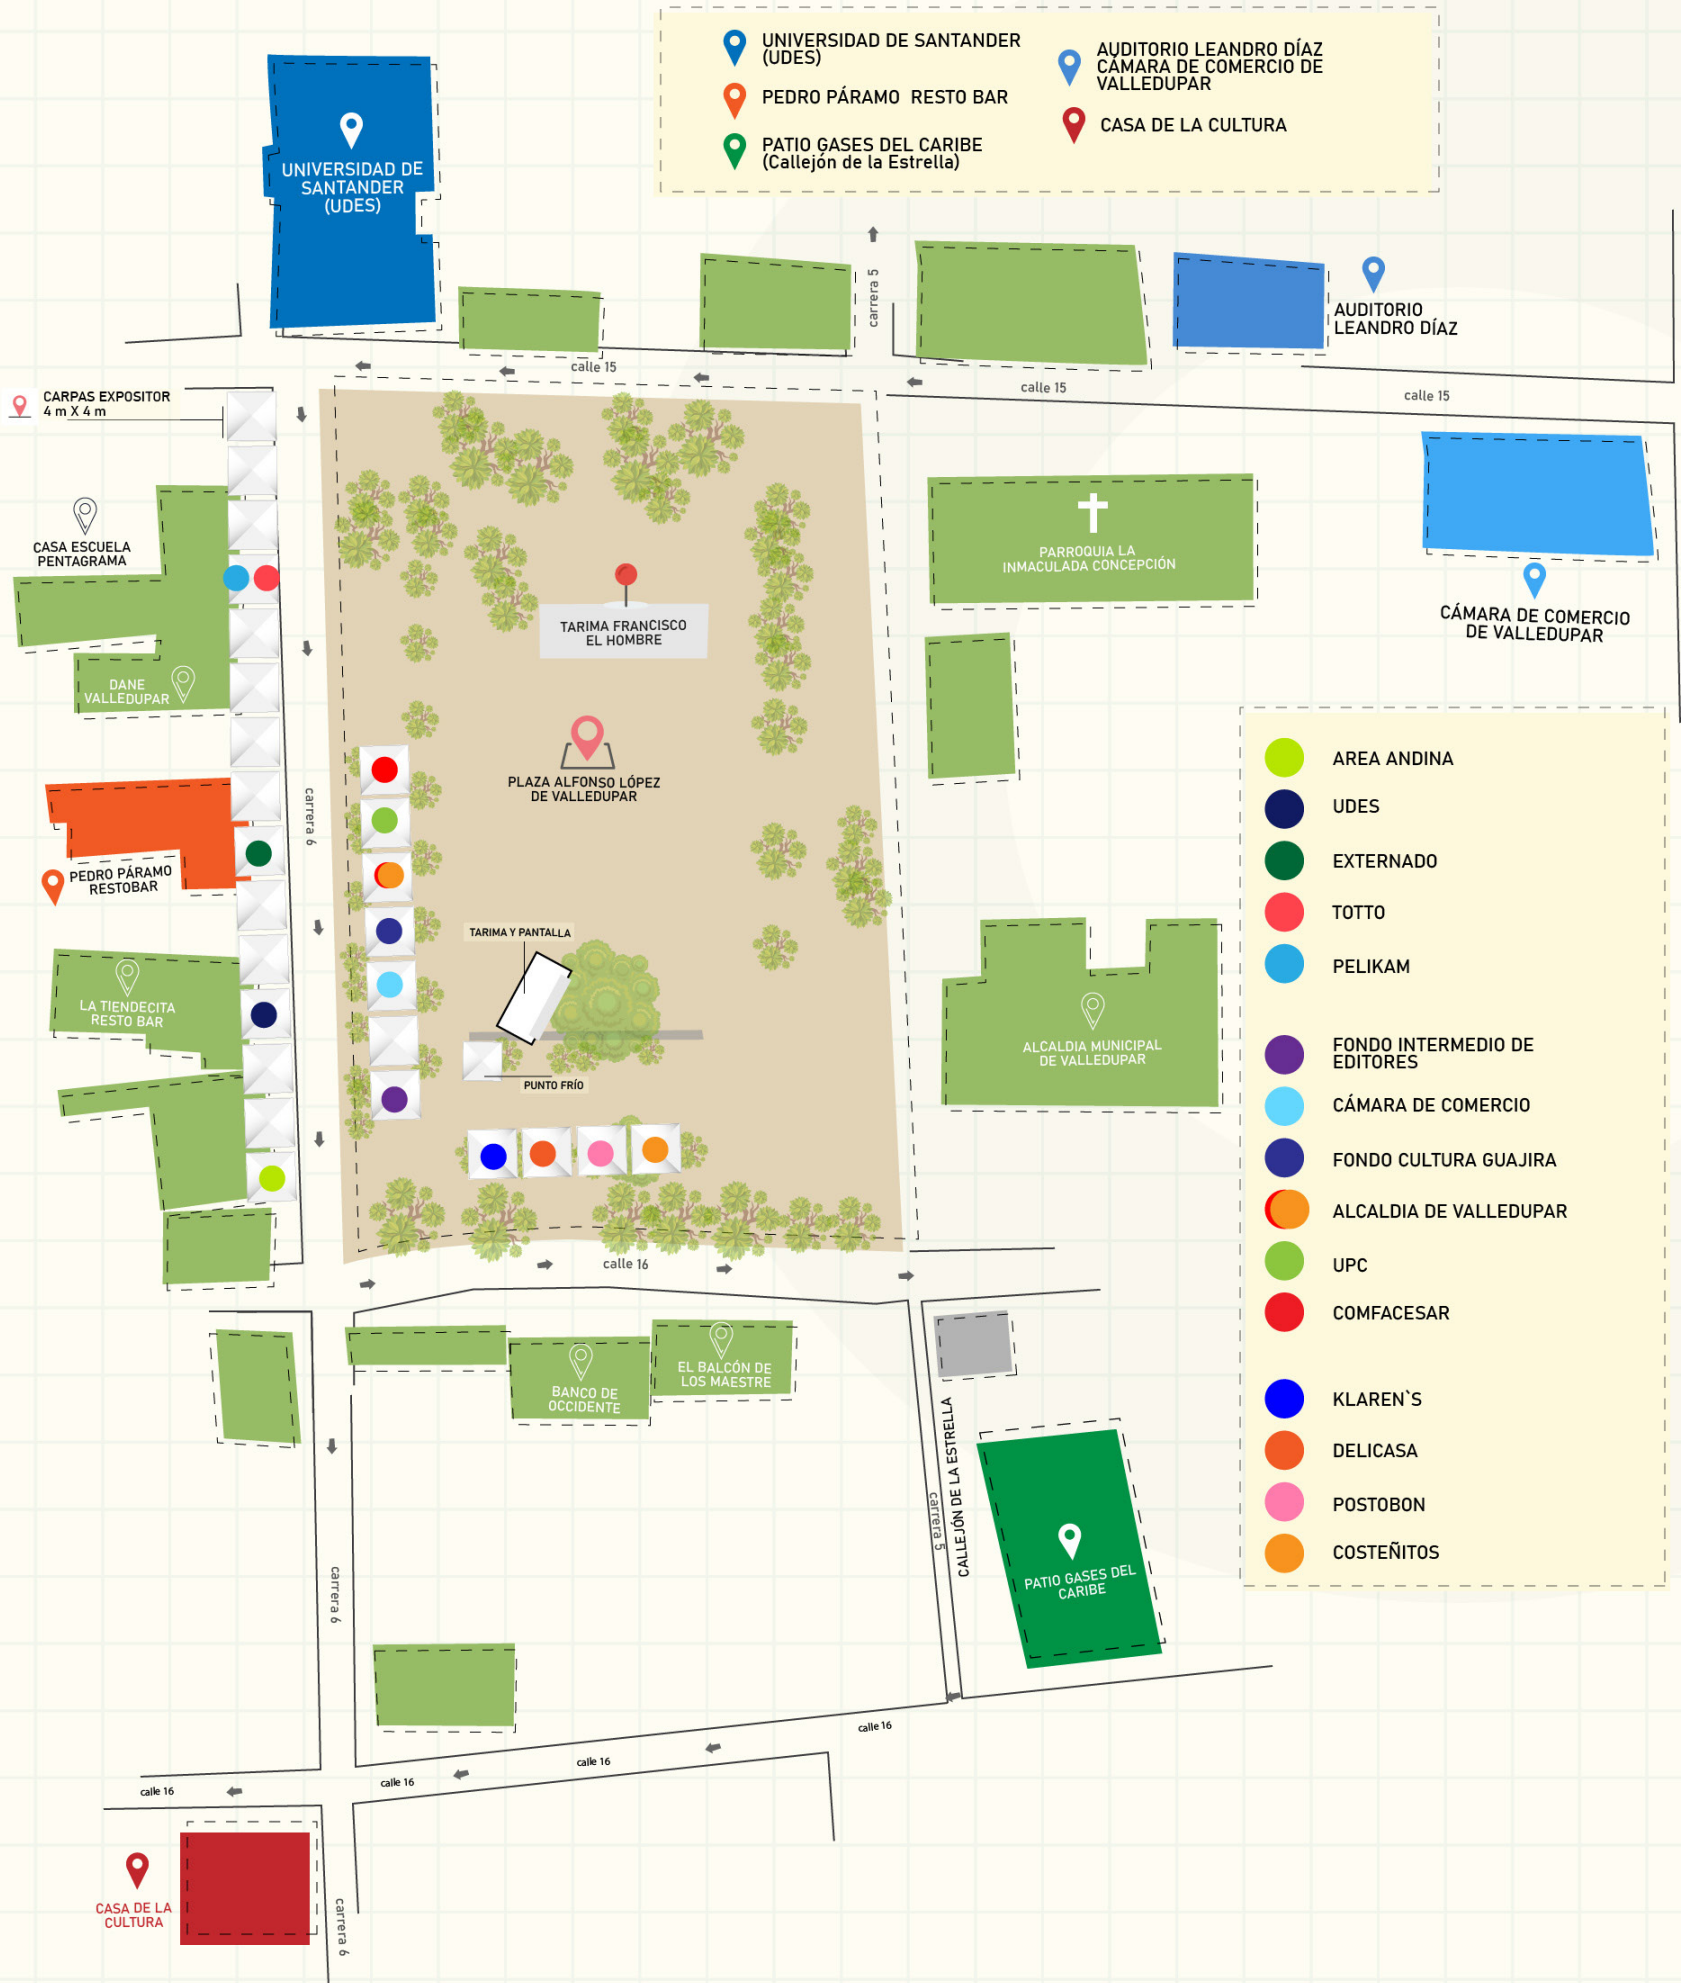 UNIVERSIDAD DE SANTANDER
(UDES)
PEDRO PÁRAMO  RESTO BAR
PATIO GASES DEL CARIBE
(Callejón de la Estrella)
AUDITORIO LEANDRO DÍAZ
CÁMARA DE COMERCIO DE
VALLEDUPAR
CASA DE LA CULTURA
UNIVERSIDAD DE
SANTANDER
(UDES)
carrera 5
AUDITORIO
LEANDRO DÍAZ
calle 15
calle 15
calle 15
CARPAS EXPOSITOR
4 m X 4 m
CASA ESCUELA
PENTAGRAMA
PARROQUIA LA
INMACULADA CONCEPCIÓN
CÁMARA DE COMERCIO
DE VALLEDUPAR
TARIMA FRANCISCO
EL HOMBRE
DANE
VALLEDUPAR
PLAZA ALFONSO LÓPEZ
DE VALLEDUPAR
carrera 6
PEDRO PÁRAMO
RESTOBAR
TARIMA Y PANTALLA
LA TIENDECITA
RESTO BAR
ALCALDIA MUNICIPAL
DE VALLEDUPAR
PUNTO FRÍO
calle 16
BANCO DE
OCCIDENTE
EL BALCÓN DE
LOS MAESTRE
AREA ANDINA
UDES
EXTERNADO
TOTTO
PELIKAM
FONDO INTERMEDIO DE
EDITORES
CÁMARA DE COMERCIO
FONDO CULTURA GUAJIRA
ALCALDIA DE VALLEDUPAR
UPC
COMFACESAR
KLAREN`S
DELICASA
POSTOBON
COSTEÑITOS
carrera 5
CALLEJÓN DE LA ESTRELLA
PATIO GASES DEL
CARIBE
carrera 6
calle 16
calle 16
calle 16
calle 16
CASA DE LA
CULTURA
carrera 6